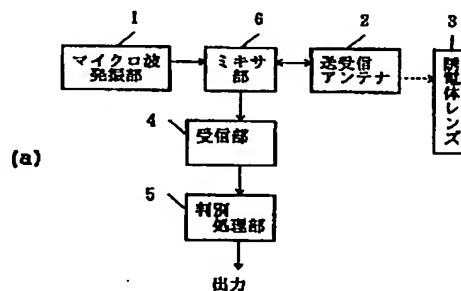 1
6
2
3
マイクロ波
発振部
ミキサ
部
送受信
アンテナ
誘電体レンズ
4
受信部
(a)
5
判別
処理部
出力